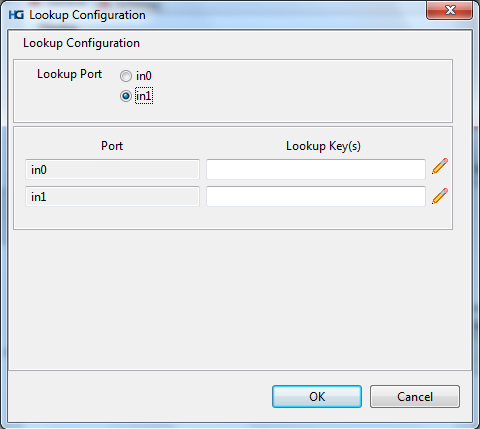 HG Lookup Configuration
Lookup Configuration
Lookup Port in0
in1
Port Lookup Key(s)
in0
in1
OK Cancel